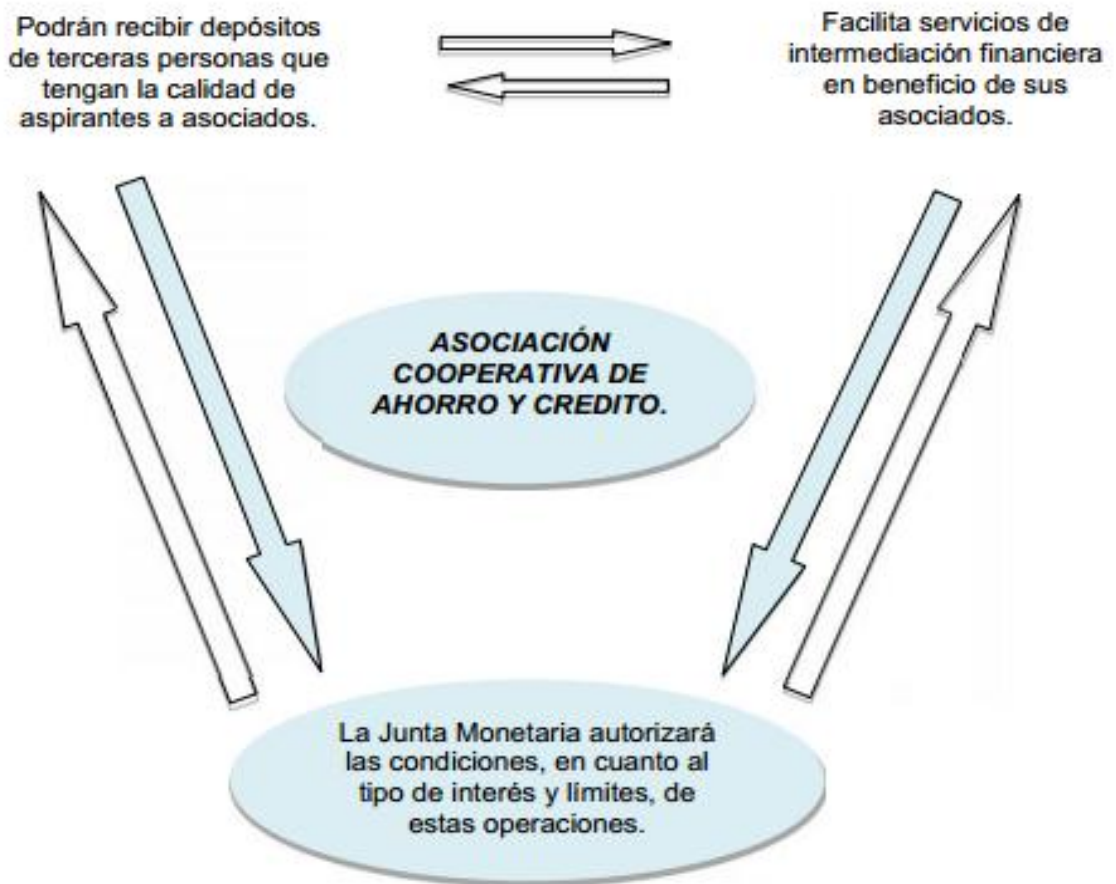 Podrán recibir depósitos
de terceras personas que
tengan la calidad de
aspirantes a asociados.
Facilita servicios de
intermediación financiera
en beneficio de sus
asociados.
ASOCIACIÓN
COOPERATIVA DE
AHORRO Y CREDITO.
La Junta Monetaria autorizará
las condiciones, en cuanto al
tipo de interés y límites, de
estas operaciones.